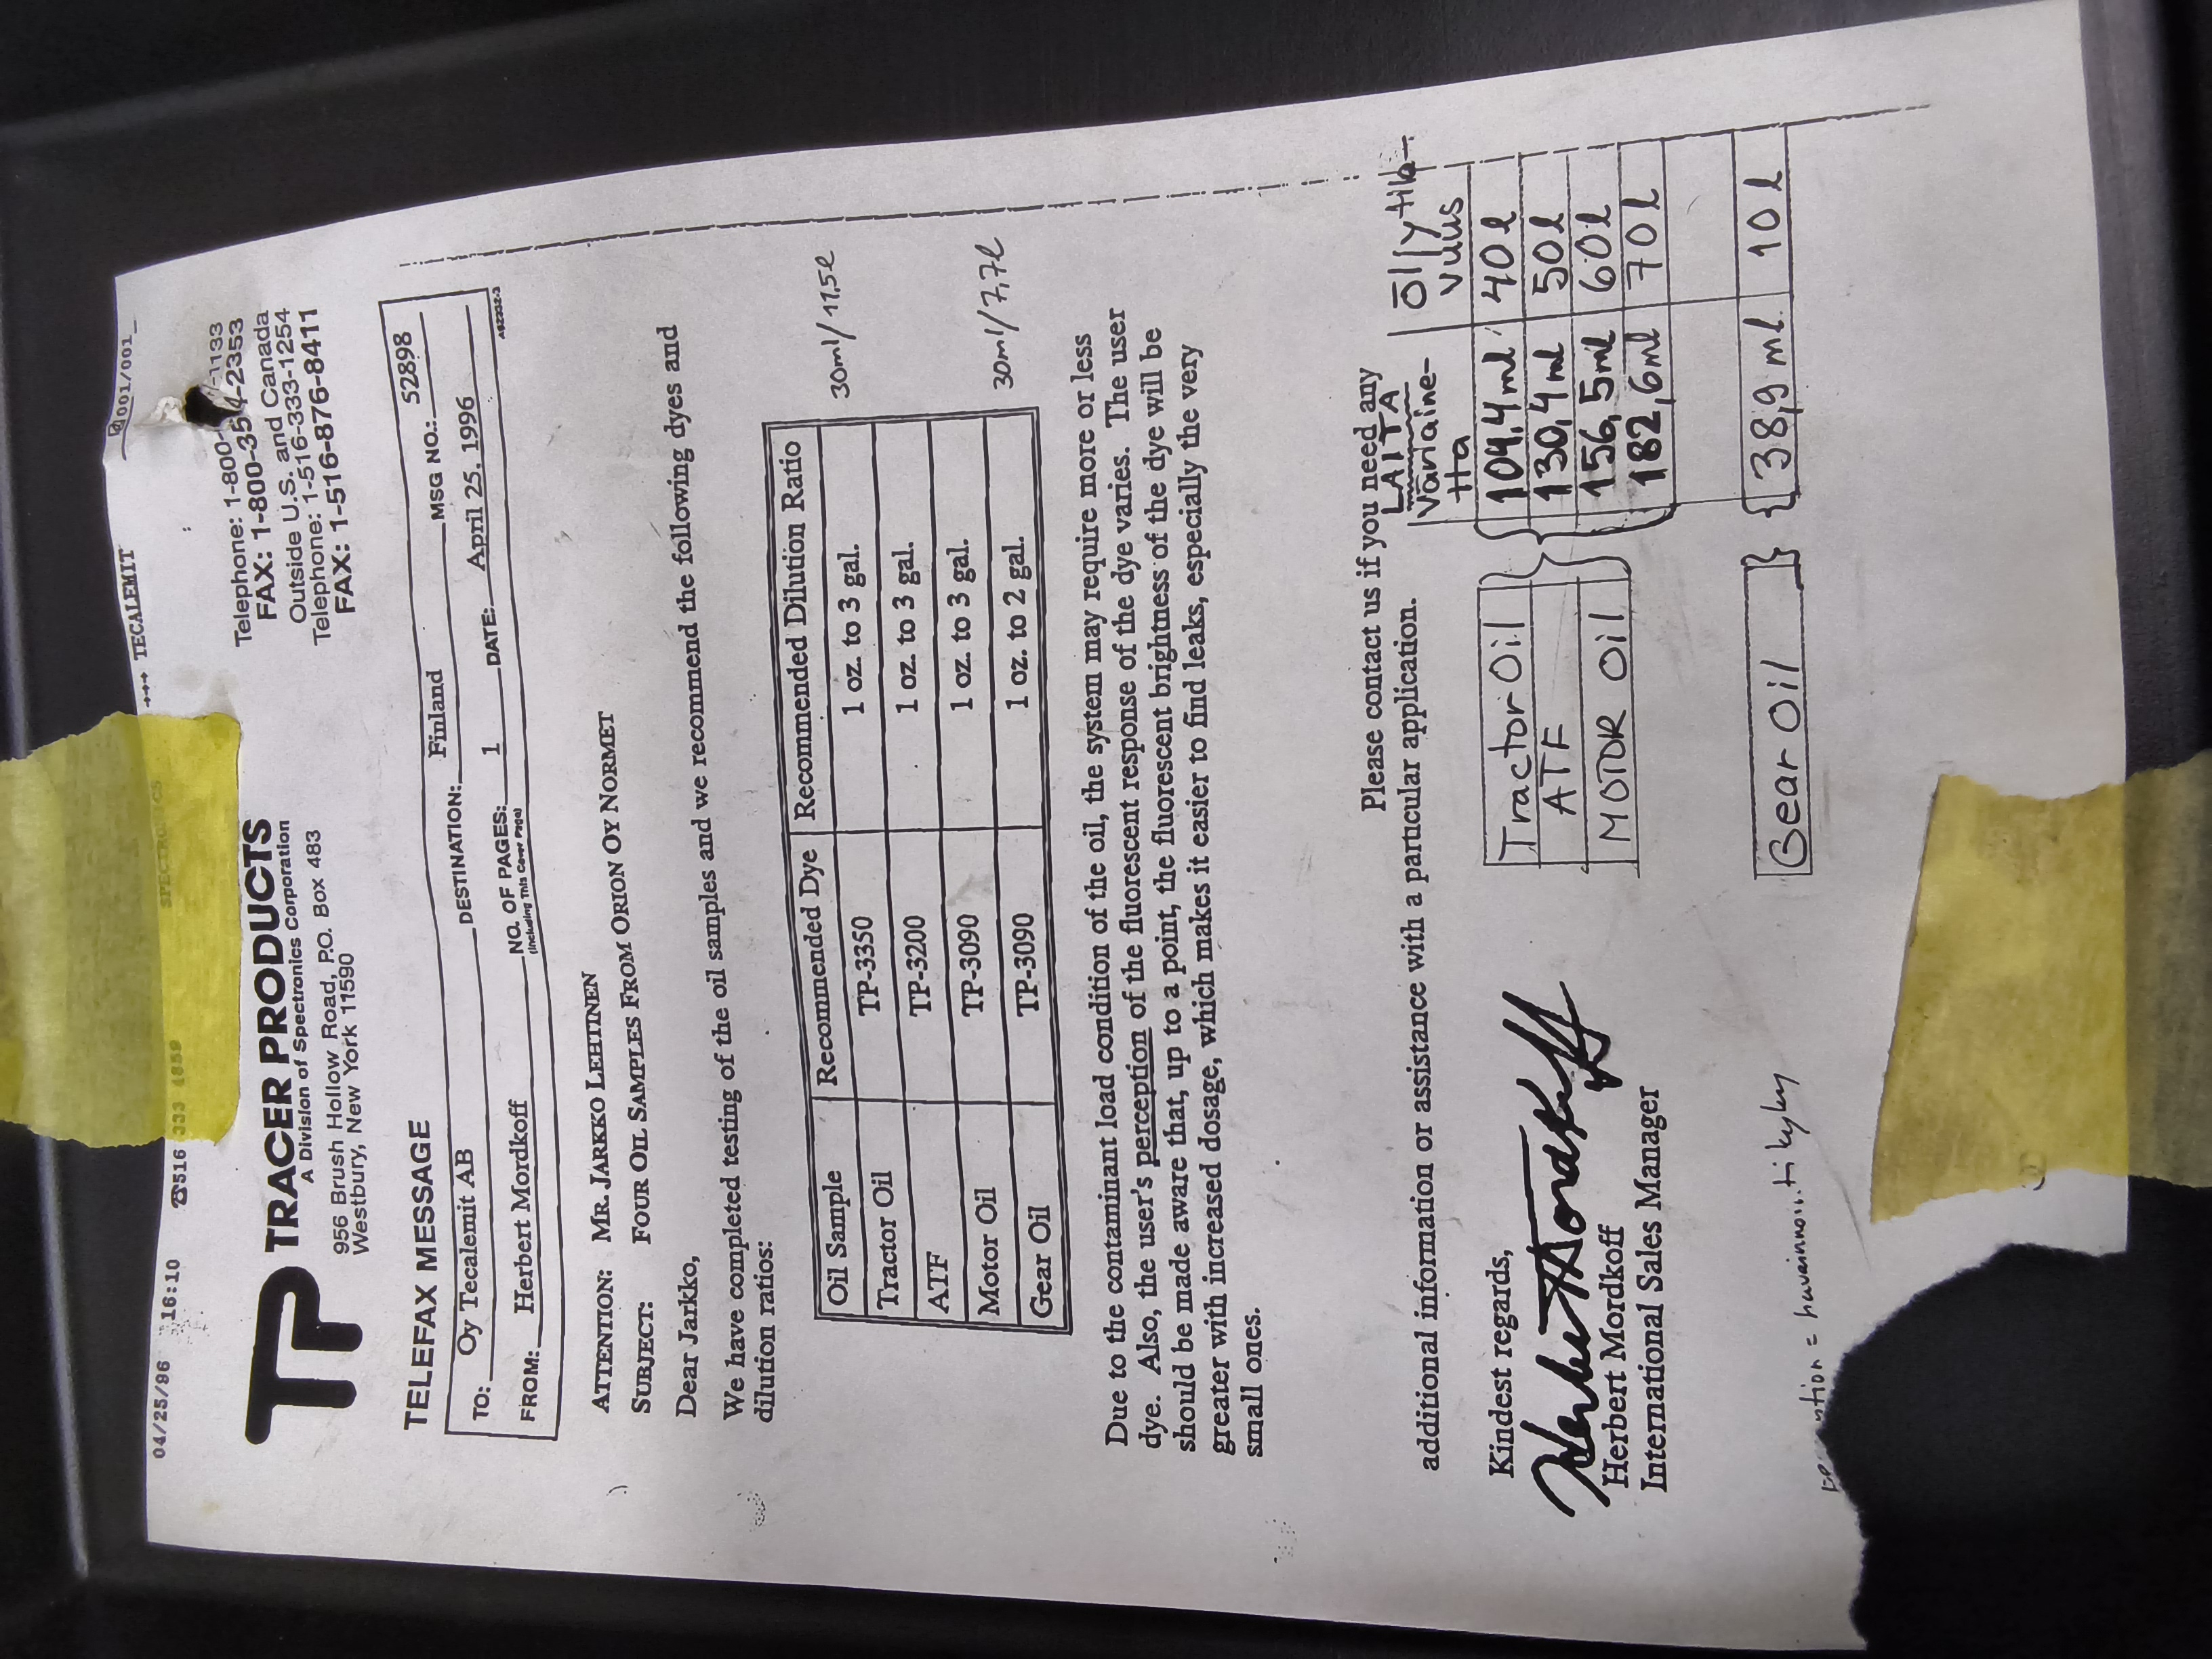 04/25/96 16:10 ☎516 333 4859 SPECTRONICS →→→ TECALEMIT 001/001
TP TRACER PRODUCTS
A Division of Spectronics Corporation
956 Brush Hollow Road, P.O. Box 483
Westbury, New York 11590
Telephone: 1-800- -1133
FAX: 1-800-354-2353
Outside U.S. and Canada
Telephone: 1-516-333-1254
FAX: 1-516-876-8411
TELEFAX MESSAGE
TO: Oy Tecalemit AB DESTINATION: Finland MSG NO.: 52898
FROM: Herbert Mordkoff NO. OF PAGES: 1 DATE: April 25, 1996
(Including This Cover Page)
ATTENTION: MR. JARKKO LEHTINEN
SUBJECT: FOUR OIL SAMPLES FROM ORION OY NORMET
Dear Jarkko,
We have completed testing of the oil samples and we recommend the following dyes and
dilution ratios:
Oil Sample Recommended Dye Recommended Dilution Ratio
Tractor Oil TP-3350 1 oz. to 3 gal. 30ml/11,5l
ATF TP-3200 1 oz. to 3 gal.
Motor Oil TP-3090 1 oz. to 3 gal.
Gear Oil TP-3090 1 oz. to 2 gal. 30ml/7,7l
Due to the contaminant load condition of the oil, the system may require more or less
dye. Also, the user's perception of the fluorescent response of the dye varies. The user
should be made aware that, up to a point, the fluorescent brightness of the dye will be
greater with increased dosage, which makes it easier to find leaks, especially the very
small ones.
Please contact us if you need any
additional information or assistance with a particular application.
LAITA
Väriaine- Öljytila-
tta vuus
Tractor Oil 104,4ml 40l
ATF 130,4ml 50l
MOTOR Oil 156,5ml 60l
182,6ml 70l
Gear Oil 38,9ml 10l
Kindest regards,
Herbert Mordkoff
Herbert Mordkoff
International Sales Manager